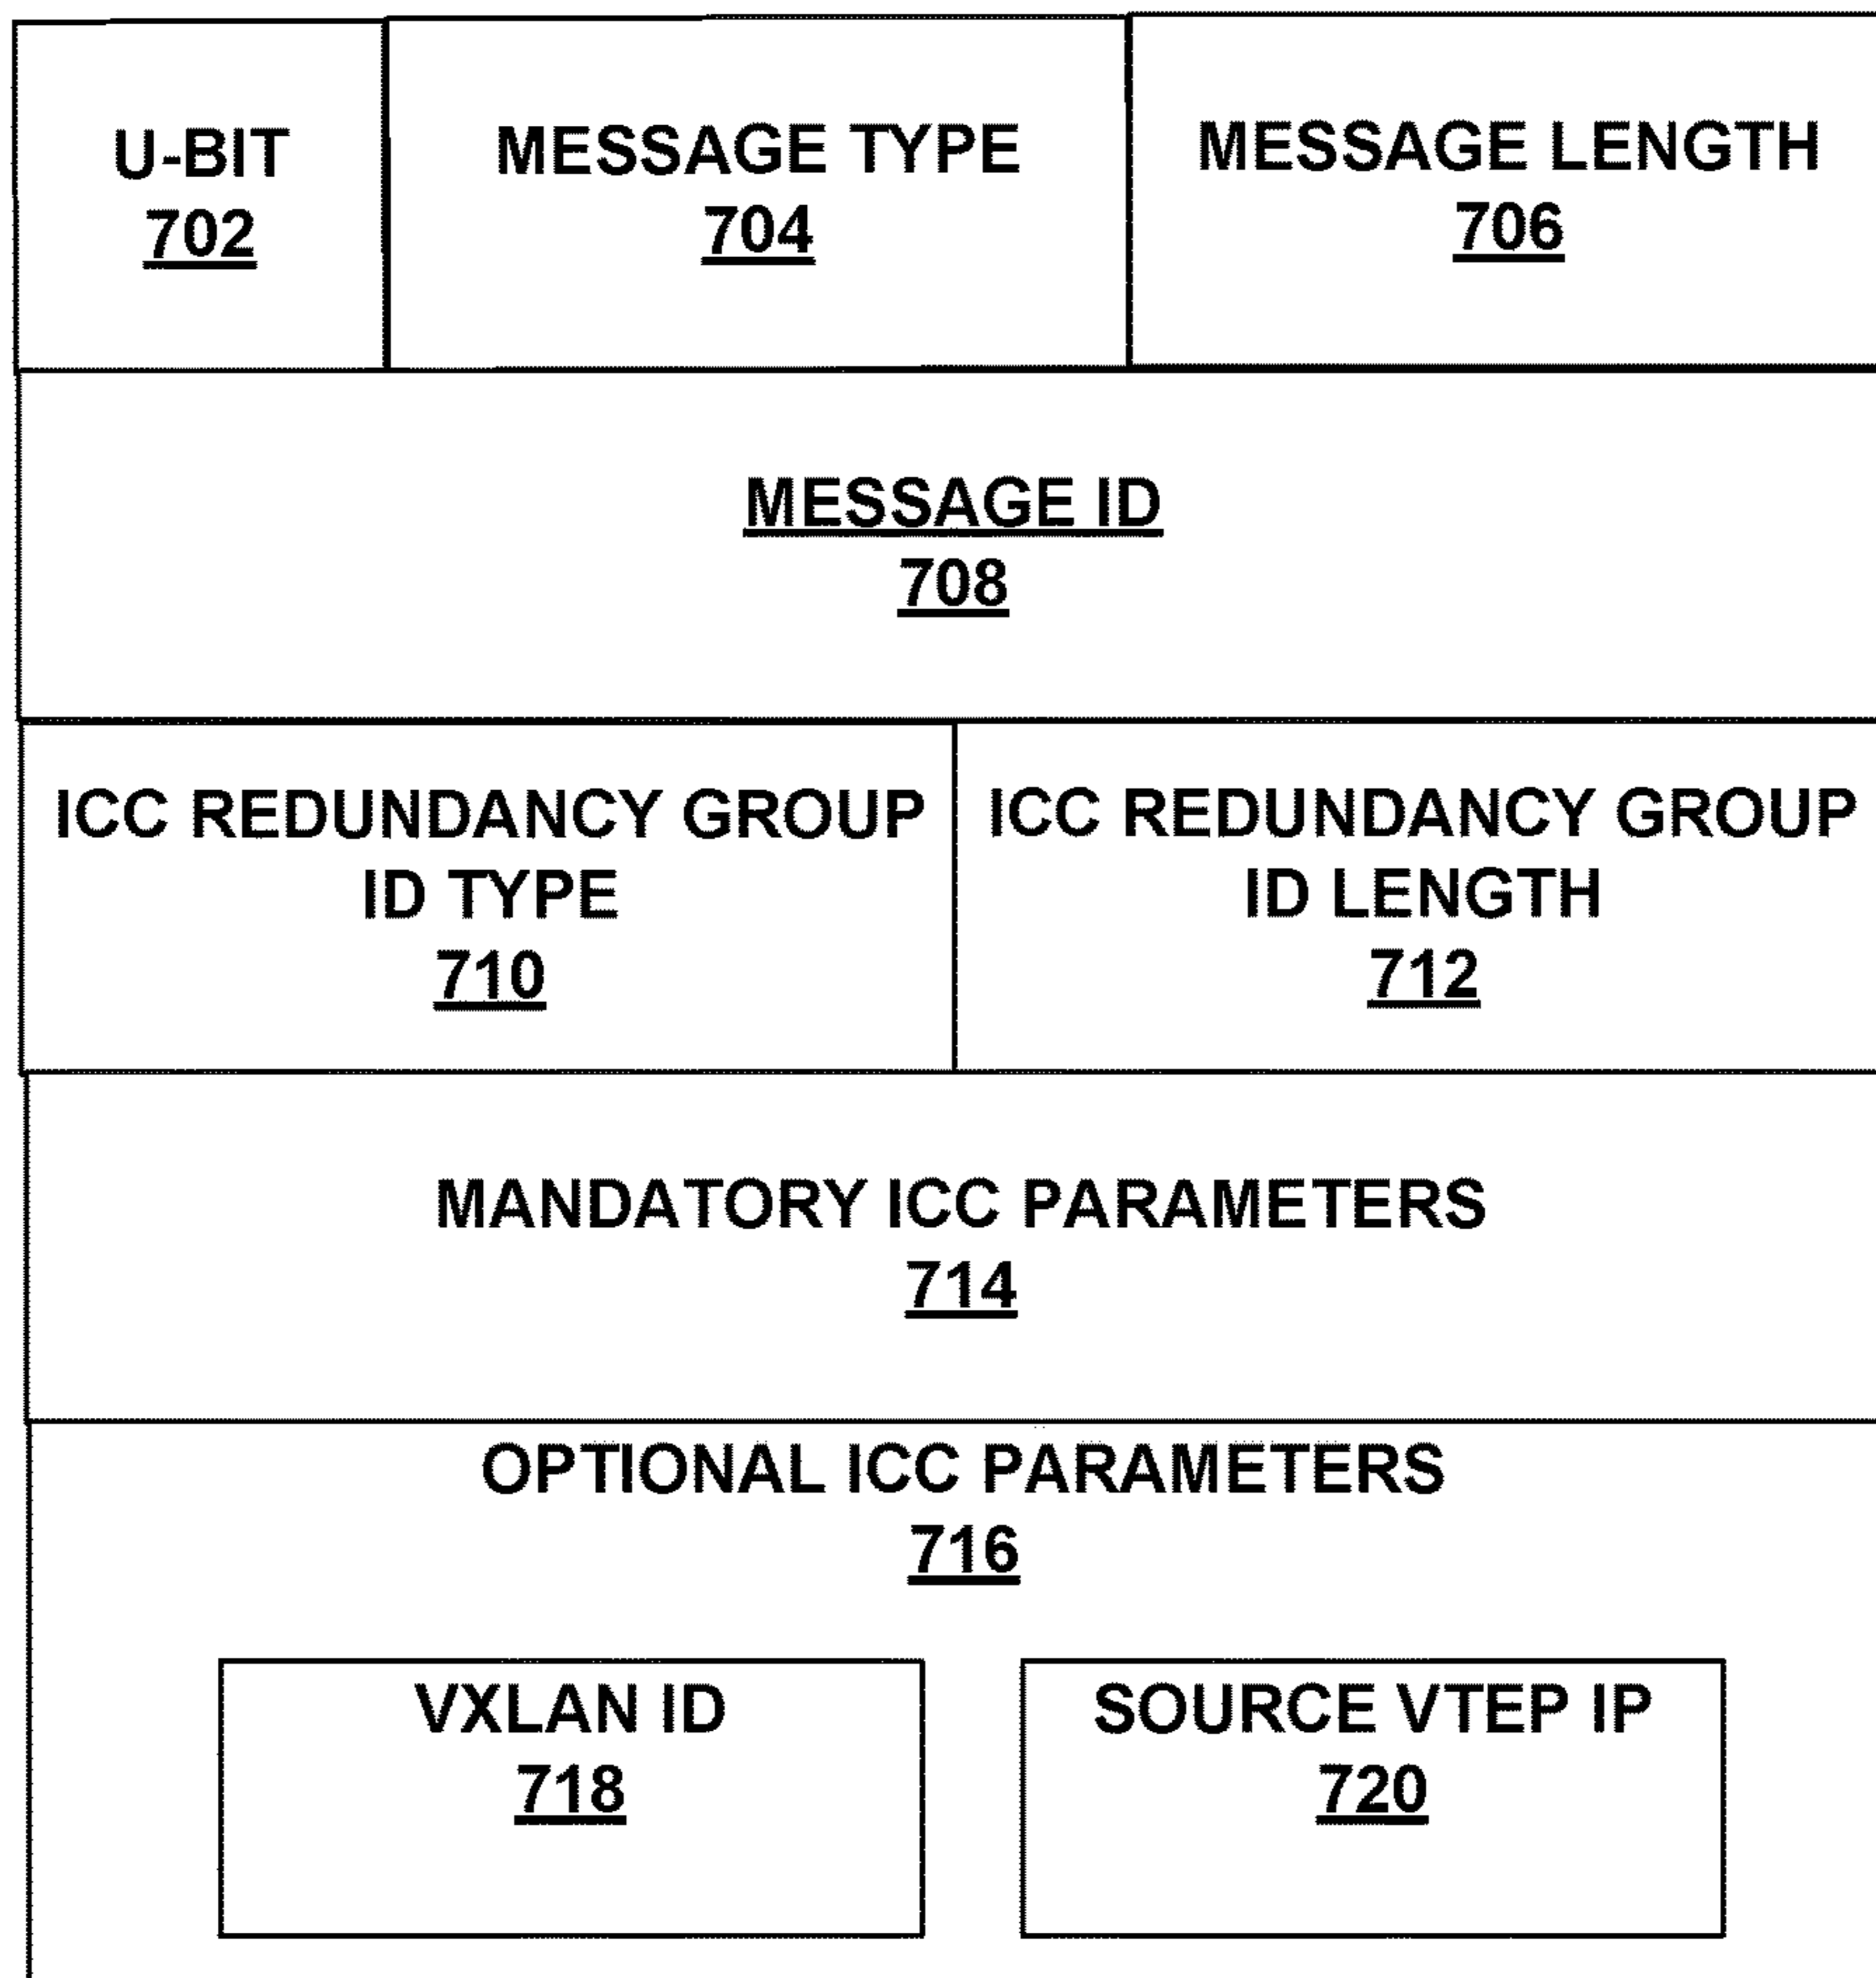 U-BIT
702
MESSAGE TYPE
704
MESSAGE LENGTH
706
MESSAGE ID
708
ICC REDUNDANCY GROUP
ID TYPE
710
ICC REDUNDANCY GROUP
ID LENGTH
712
MANDATORY ICC PARAMETERS
714
OPTIONAL ICC PARAMETERS
716
VXLAN ID
718
SOURCE VTEP IP
720